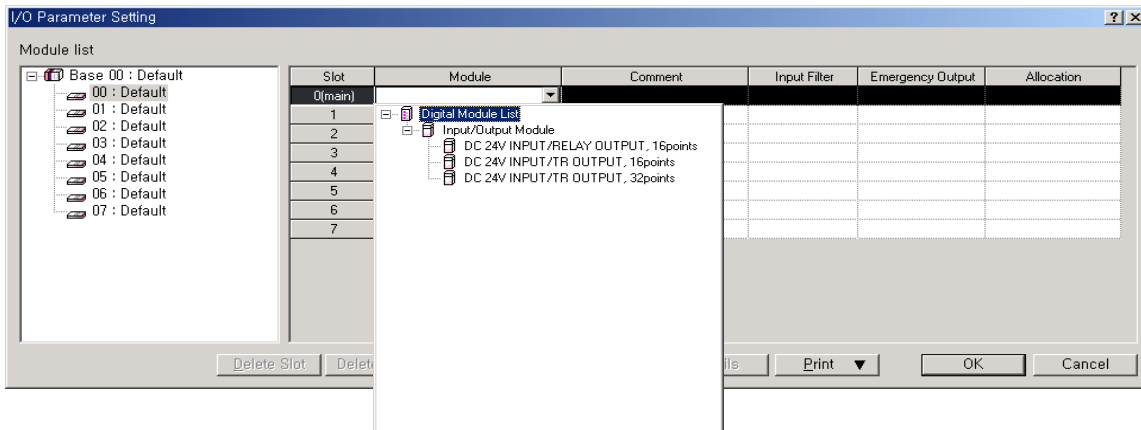 I/O Parameter Setting
Module list
Base 00 : Default
00 : Default
01 : Default
02 : Default
03 : Default
04 : Default
05 : Default
06 : Default
07 : Default
Slot Module Comment Input Filter Emergency Output Allocation
0(main)
1
2
3
4
5
6
7
Digital Module List
Input/Output Module
DC 24V INPUT/RELAY OUTPUT, 16points
DC 24V INPUT/TR OUTPUT, 16points
DC 24V INPUT/TR OUTPUT, 32points
Delete Slot Print ▼ OK Cancel